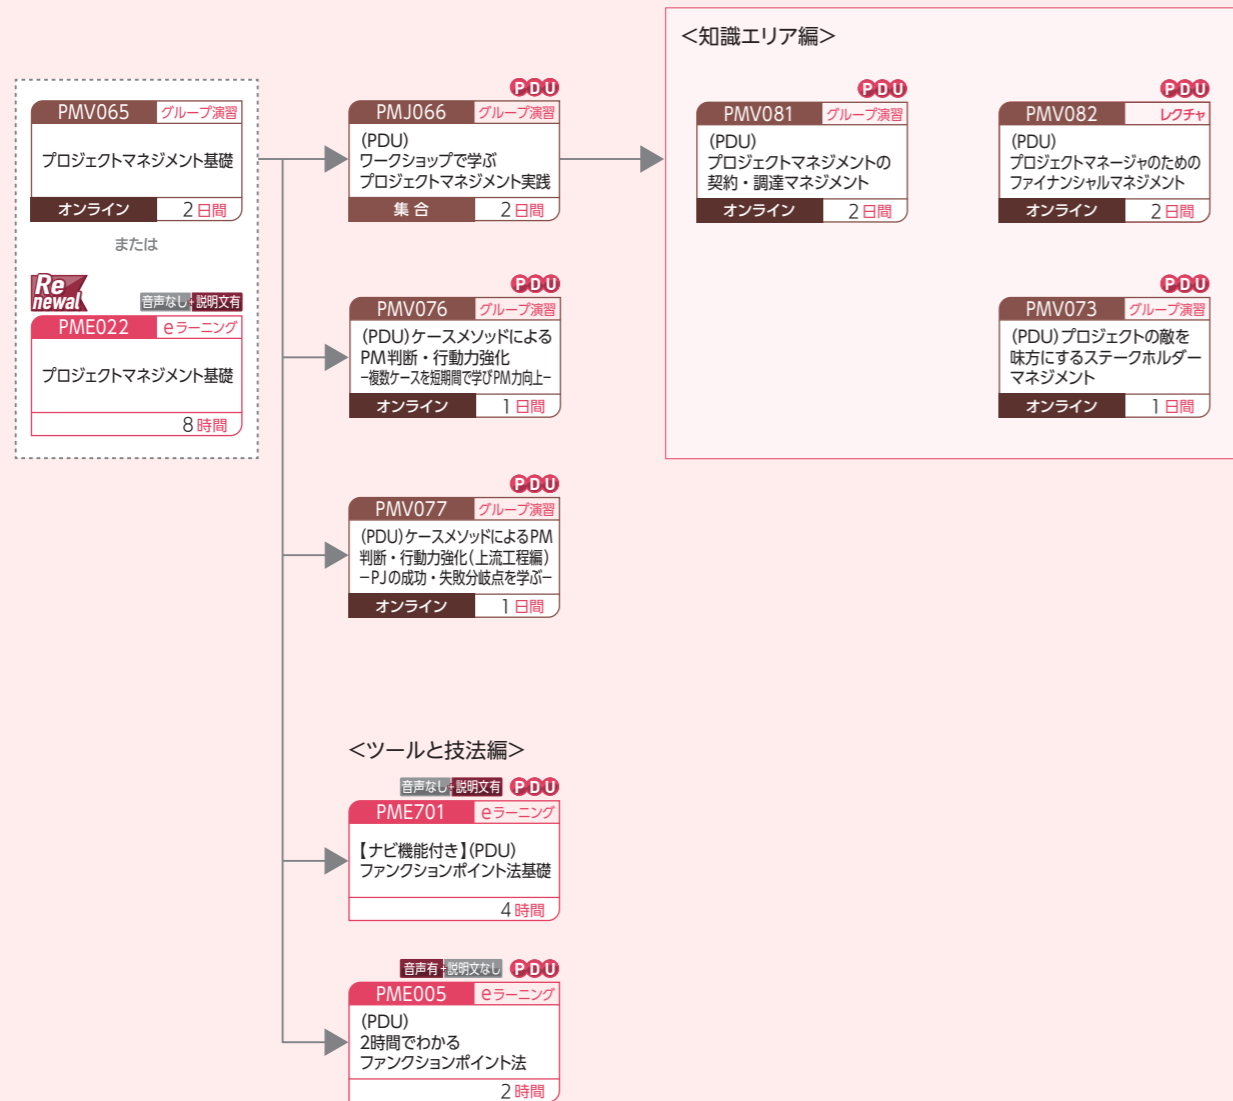 PMV065 グループ演習
プロジェクトマネジメント基礎
オンライン 2日間
または
Re
newal
音声なし+説明文有
PME022 eラーニング
プロジェクトマネジメント基礎
8時間
PDU
PMJ066 グループ演習
(PDU)
ワークショップで学ぶ
プロジェクトマネジメント実践
集合 2日間
PDU
PMV076 グループ演習
(PDU)ケースメソッドによる
PM判断・行動力強化
−複数ケースを短期間で学びPM力向上−
オンライン 1日間
PDU
PMV077 グループ演習
(PDU)ケースメソッドによるPM
判断・行動力強化(上流工程編)
−PJの成功・失敗分岐点を学ぶ−
オンライン 1日間
<ツールと技法編>
音声なし+説明文有 PDU
PME701 eラーニング
【ナビ機能付き】(PDU)
ファンクションポイント法基礎
4時間
音声有+説明文なし PDU
PME005 eラーニング
(PDU)
2時間でわかる
ファンクションポイント法
2時間
<知識エリア編>
PDU
PMV081 グループ演習
(PDU)
プロジェクトマネジメントの
契約・調達マネジメント
オンライン 2日間
PDU
PMV082 レクチャ
(PDU)
プロジェクトマネージャのための
ファイナンシャルマネジメント
オンライン 2日間
PDU
PMV073 グループ演習
(PDU)プロジェクトの敵を
味方にするステークホルダー
マネジメント
オンライン 1日間